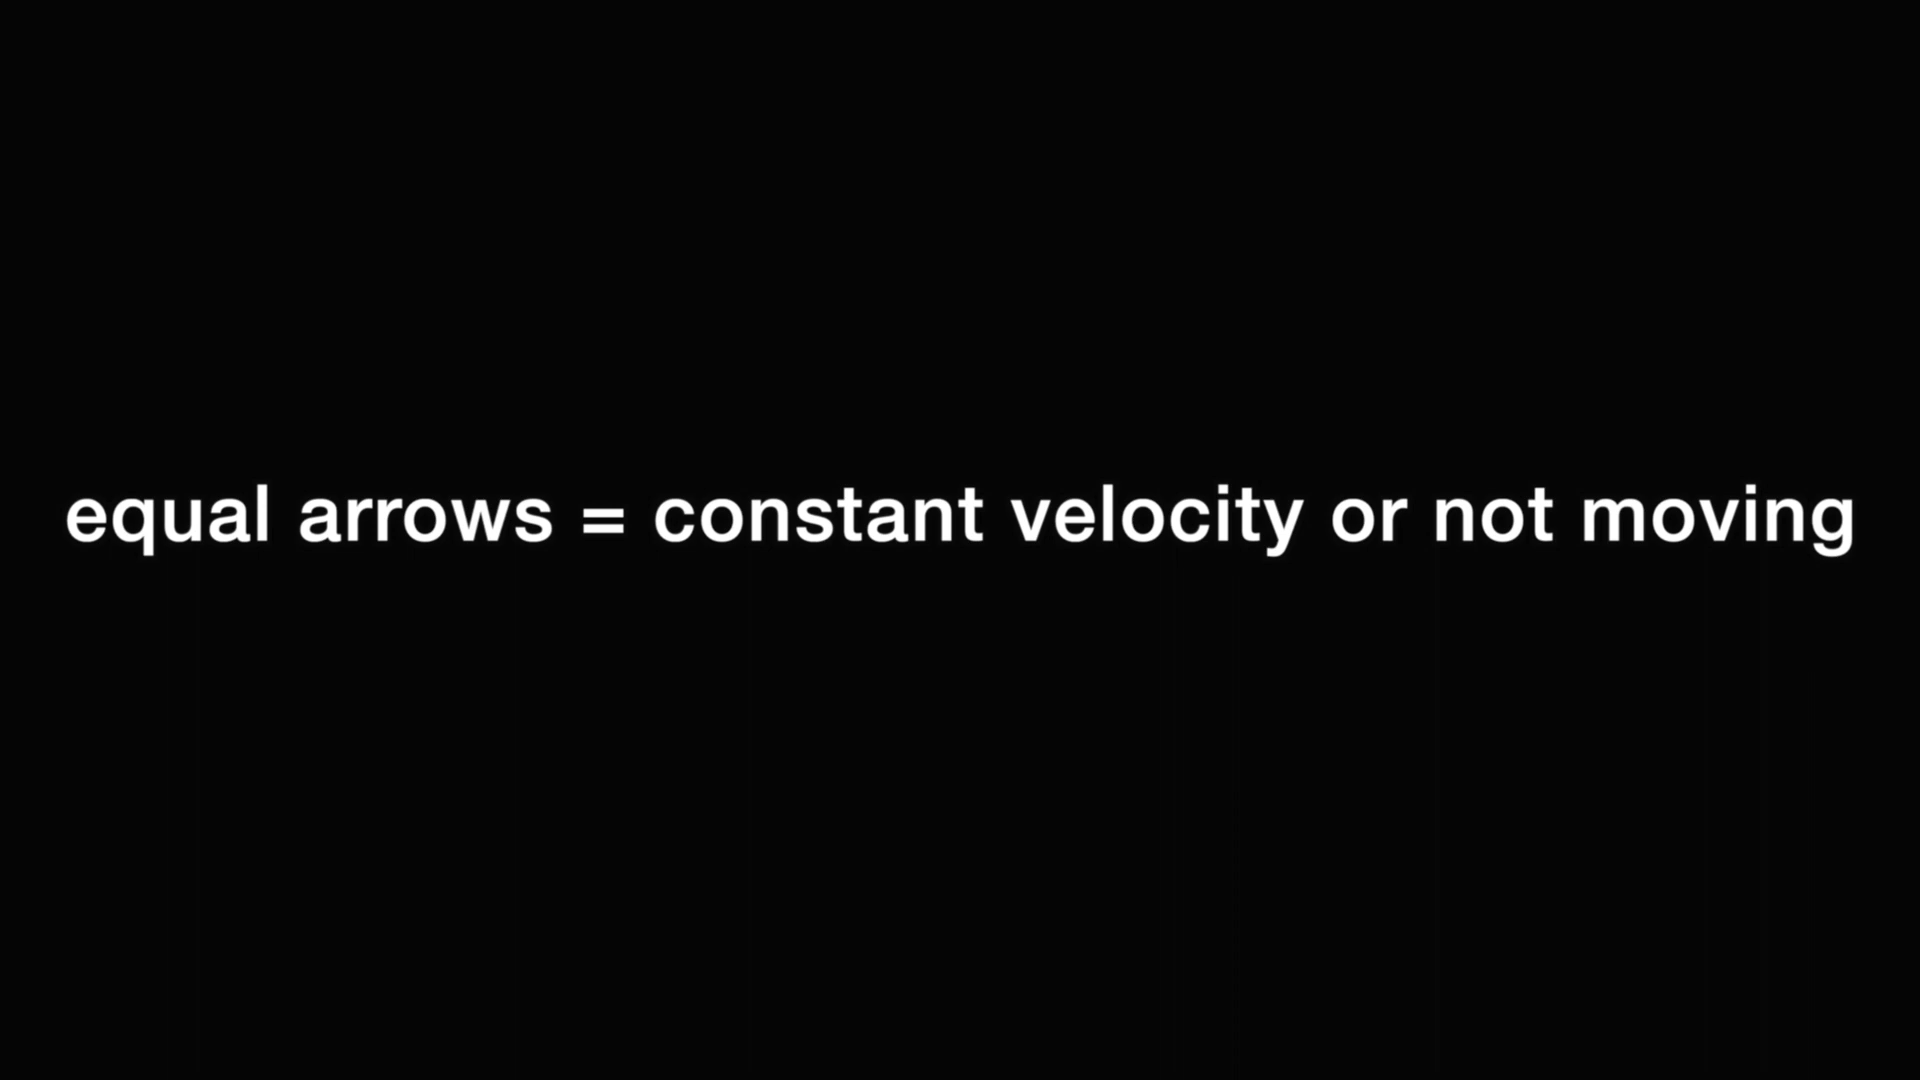 equal arrows = constant velocity or not moving